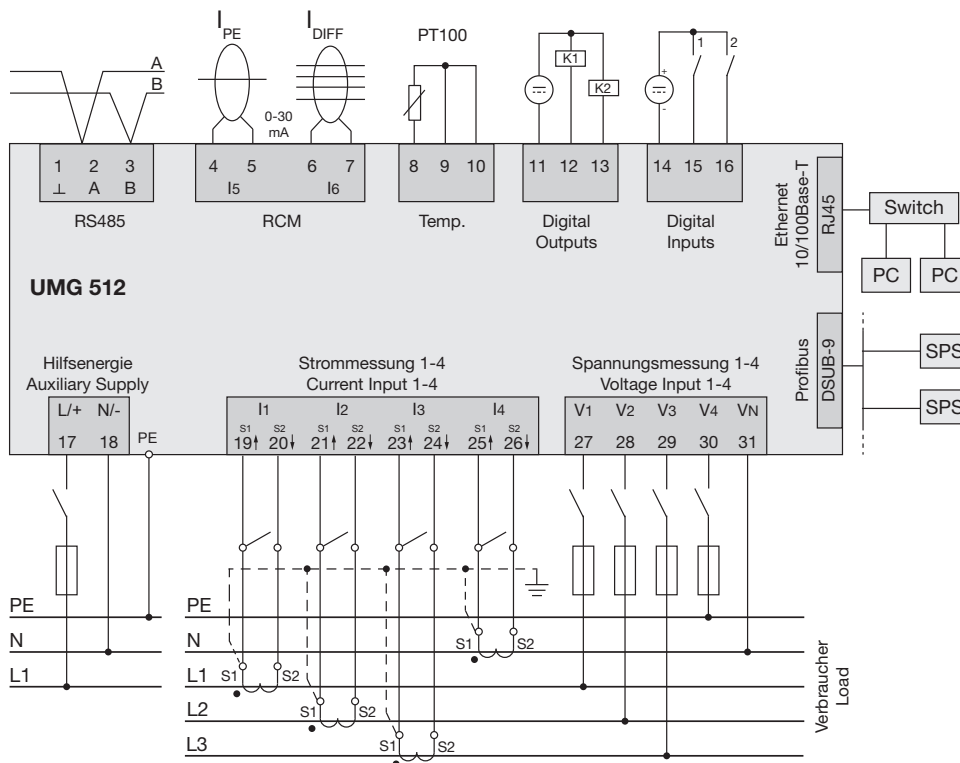 I PE
I DIFF
PT100
K1
K2
1
2
A
B
0-30
mA
+
-
1 2 3
⊥ A B
RS485
4 5 6 7
I5 I6
RCM
8 9 10
Temp.
11 12 13
Digital
Outputs
14 15 16
Digital
Inputs
Ethernet
10/100Base-T
RJ45
Switch
PC
PC
UMG 512
Profibus
DSUB-9
SPS
SPS
Hilfsenergie
Auxiliary Supply
L/+ N/-
17 18
PE
Strommessung 1-4
Current Input 1-4
I1 I2 I3 I4
S1 S2 S1 S2 S1 S2 S1 S2
19 20 21 22 23 24 25 26
Spannungsmessung 1-4
Voltage Input 1-4
V1 V2 V3 V4 VN
27 28 29 30 31
PE
N
L1
PE
N
L1
L2
L3
S1 S2
S1 S2
S1 S2
S1 S2
Verbraucher
Load